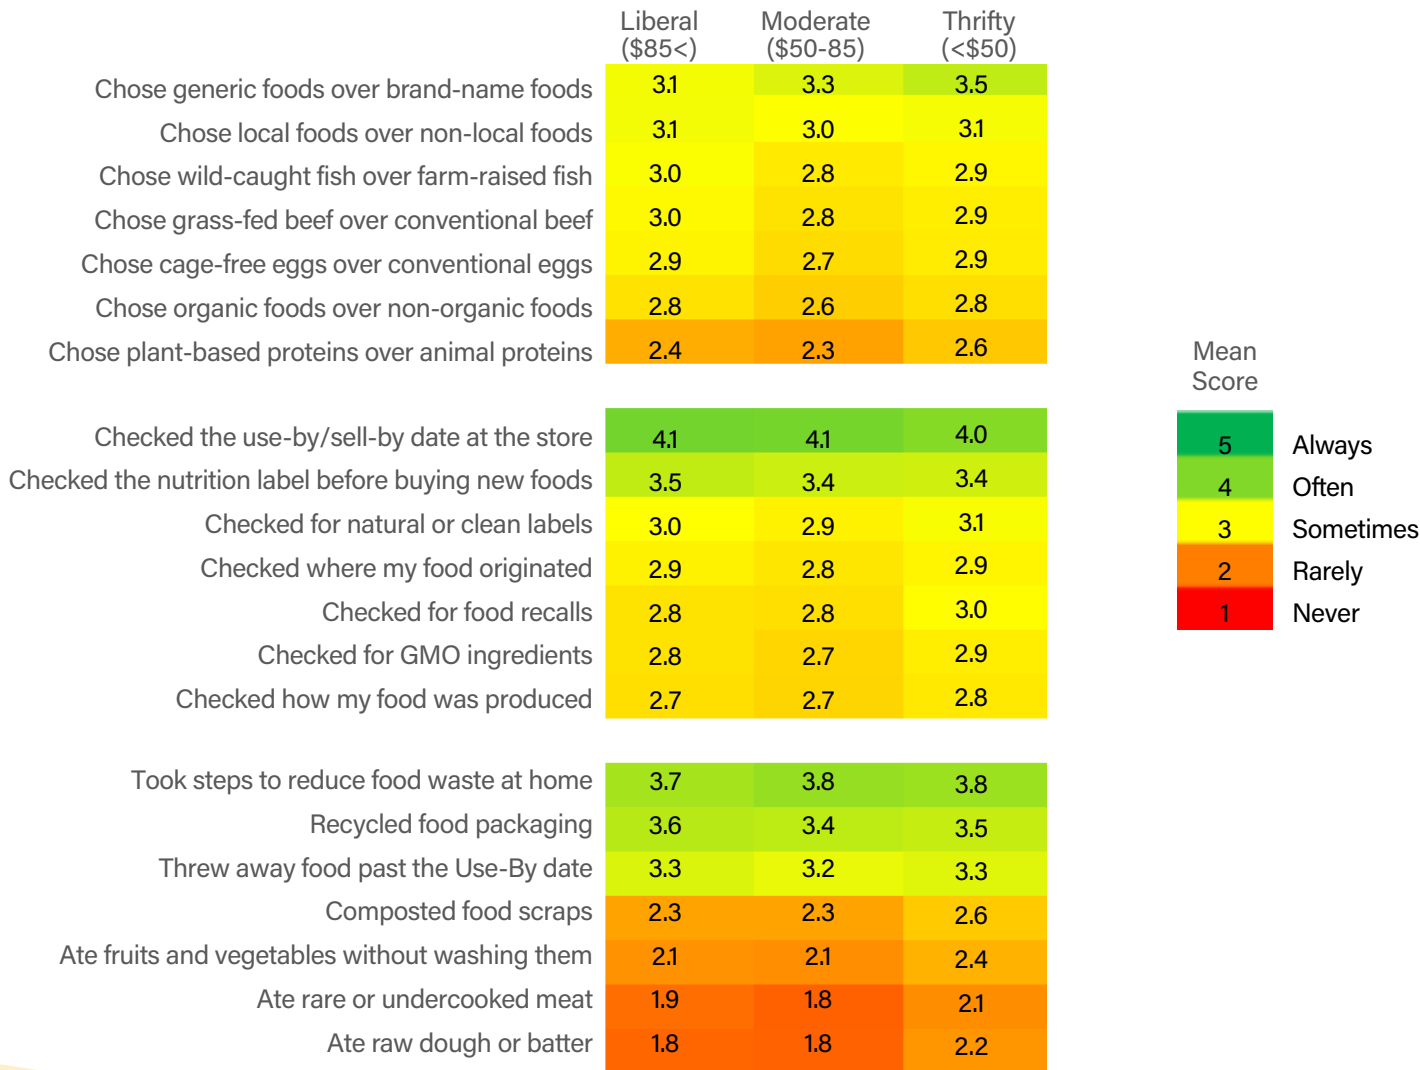 Liberal Moderate Thrifty
($85<) ($50-85) (<$50)
Chose generic foods over brand-name foods 3.1 3.3 3.5
Chose local foods over non-local foods 3.1 3.0 3.1
Chose wild-caught fish over farm-raised fish 3.0 2.8 2.9
Chose grass-fed beef over conventional beef 3.0 2.8 2.9
Chose cage-free eggs over conventional eggs 2.9 2.7 2.9
Chose organic foods over non-organic foods 2.8 2.6 2.8
Chose plant-based proteins over animal proteins 2.4 2.3 2.6
Checked the use-by/sell-by date at the store 4.1 4.1 4.0
Checked the nutrition label before buying new foods 3.5 3.4 3.4
Checked for natural or clean labels 3.0 2.9 3.1
Checked where my food originated 2.9 2.8 2.9
Checked for food recalls 2.8 2.8 3.0
Checked for GMO ingredients 2.8 2.7 2.9
Checked how my food was produced 2.7 2.7 2.8
Took steps to reduce food waste at home 3.7 3.8 3.8
Recycled food packaging 3.6 3.4 3.5
Threw away food past the Use-By date 3.3 3.2 3.3
Composted food scraps 2.3 2.3 2.6
Ate fruits and vegetables without washing them 2.1 2.1 2.4
Ate rare or undercooked meat 1.9 1.8 2.1
Ate raw dough or batter 1.8 1.8 2.2
Mean
Score
5 Always
4 Often
3 Sometimes
2 Rarely
1 Never